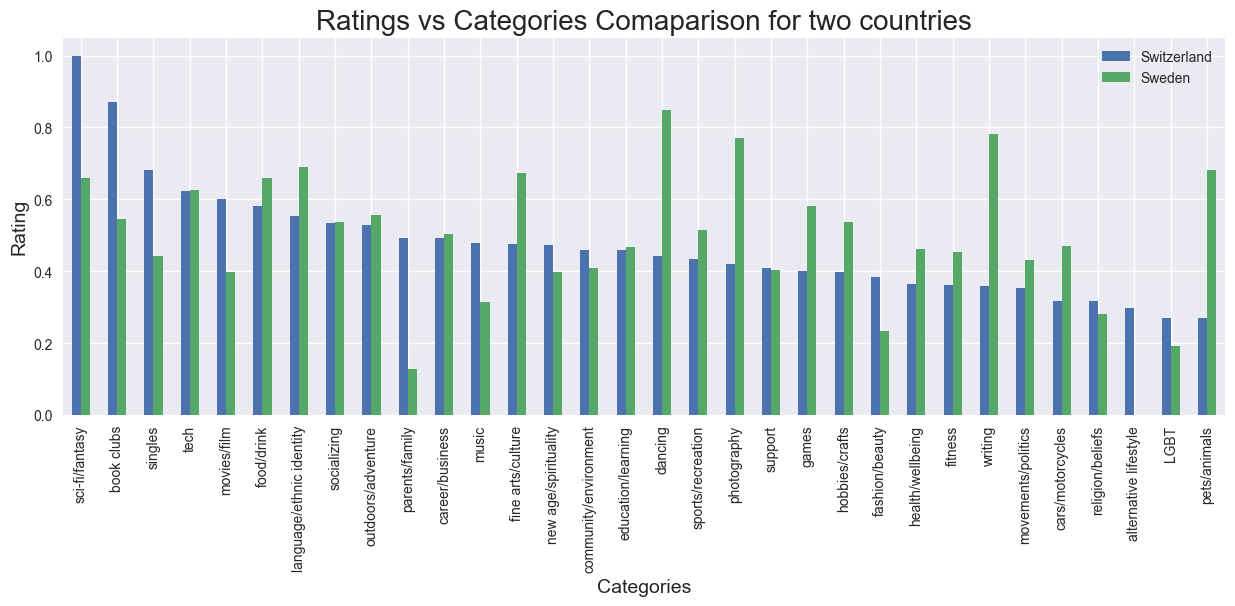 Ratings vs Categories Comaparison for two countries
Switzerland
Sweden
Rating
1.0
0.8
0.6
0.4
0.2
0.0
sci-fi/fantasy
book clubs
singles
tech
movies/film
food/drink
language/ethnic identity
socializing
outdoors/adventure
parents/family
career/business
music
fine arts/culture
new age/spirituality
community/environment
education/learning
dancing
sports/recreation
photography
support
games
hobbies/crafts
fashion/beauty
health/wellbeing
fitness
writing
movements/politics
cars/motorcycles
religion/beliefs
alternative lifestyle
LGBT
pets/animals
Categories